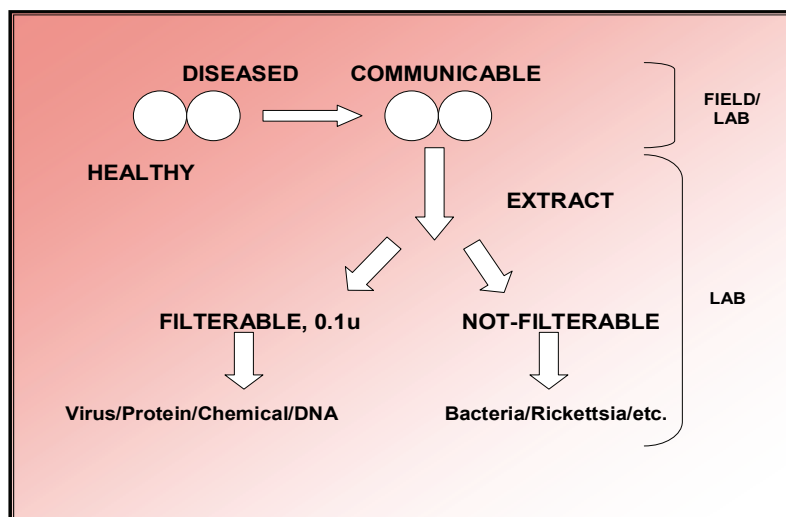 DISEASED
COMMUNICABLE
FIELD/
LAB
HEALTHY
EXTRACT
LAB
FILTERABLE, 0.1u
NOT-FILTERABLE
Virus/Protein/Chemical/DNA
Bacteria/Rickettsia/etc.